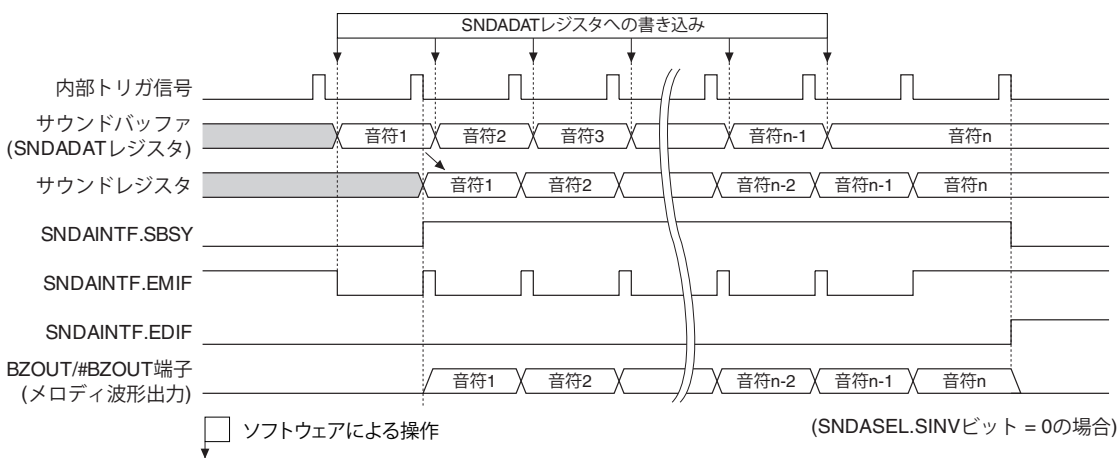 SNDADATレジスタへの書き込み
内部トリガ信号
サウンドバッファ
(SNDADATレジスタ)
音符1 音符2 音符3 音符n-1 音符n
サウンドレジスタ
音符1 音符2 音符n-2 音符n-1 音符n
SNDAINTF.SBSY
SNDAINTF.EMIF
SNDAINTF.EDIF
BZOUT/#BZOUT端子
(メロディ波形出力)
音符1 音符2 音符n-2 音符n-1 音符n
ソフトウェアによる操作
(SNDASEL.SINVビット = 0の場合)